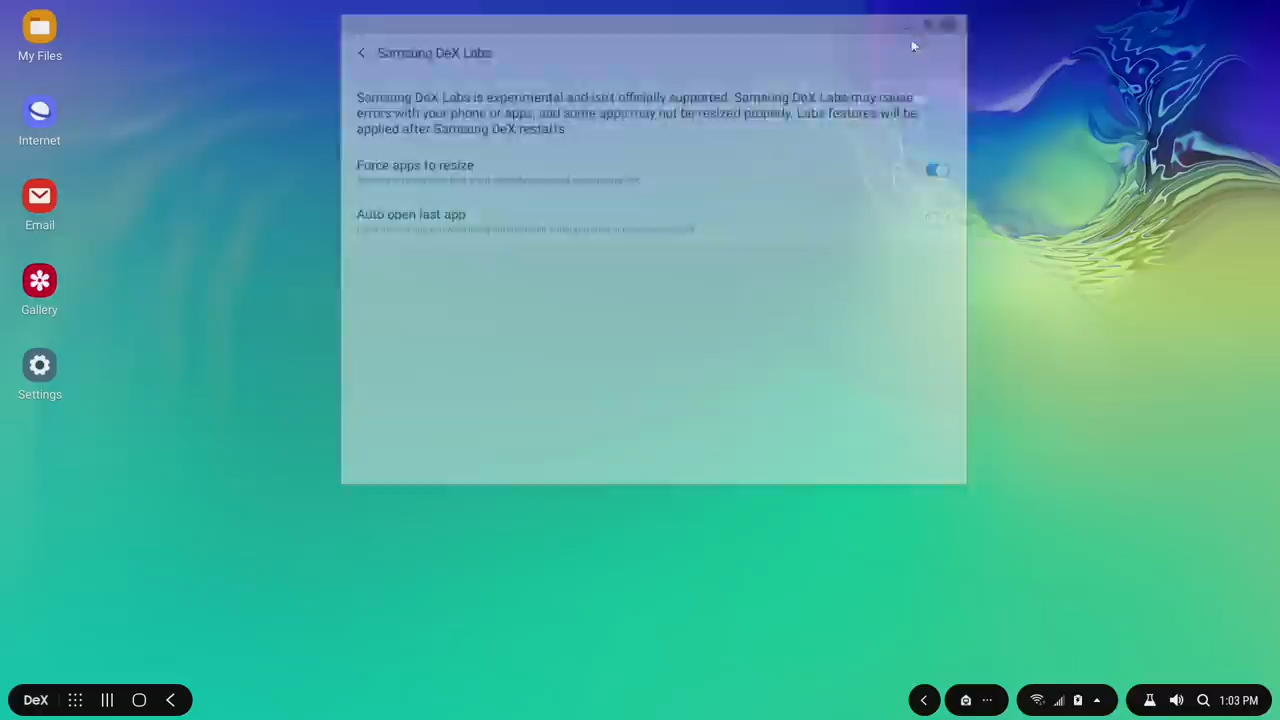 My Files
Internet
Email
Gallery
Settings
Samsung DeX Labs
Samsung DeX Labs is experimental and isn't officially supported. Samsung DeX Labs may cause
errors with your phone or apps, and some apps may not be resized properly. Labs features will be
applied after Samsung DeX restarts
Force apps to resize
Auto open last app
DeX
1:03 PM